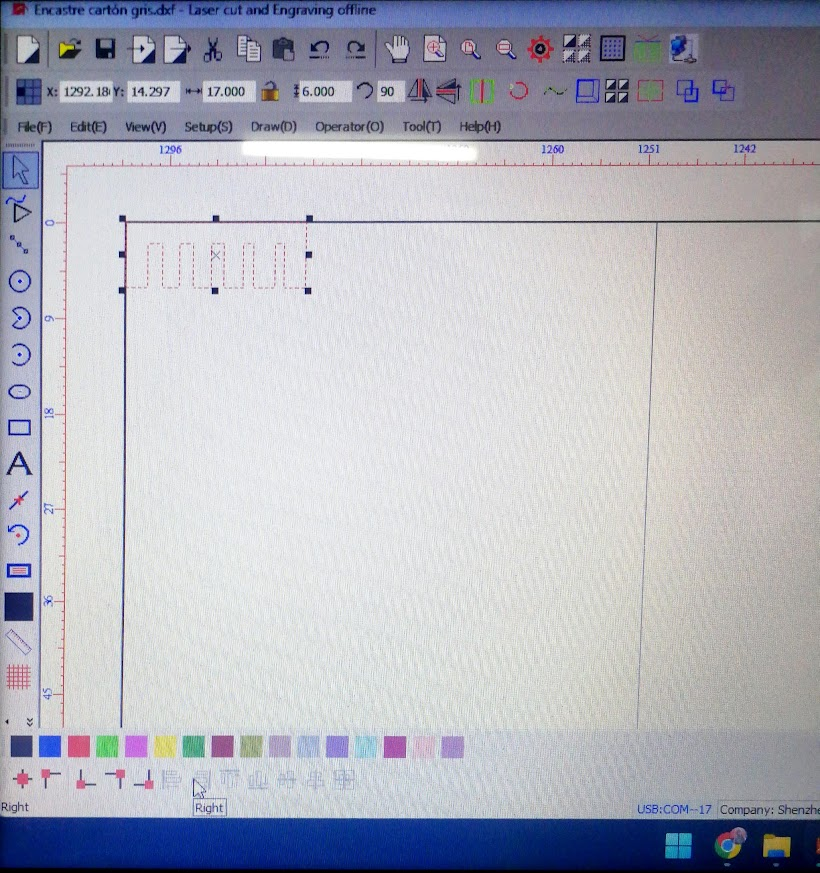 Encastre cartón gris.dxf - Laser cut and Engraving offline
X: 1292.18 Y: 14.297 17.000 6.000 90
File(F) Edit(E) View(V) Setup(S) Draw(D) Operator(O) Tool(T) Help(H)
1296 1260 1251 1242
0
9
18
27
36
45
A
Right
Right USB:COM--17 Company: Shenzhe